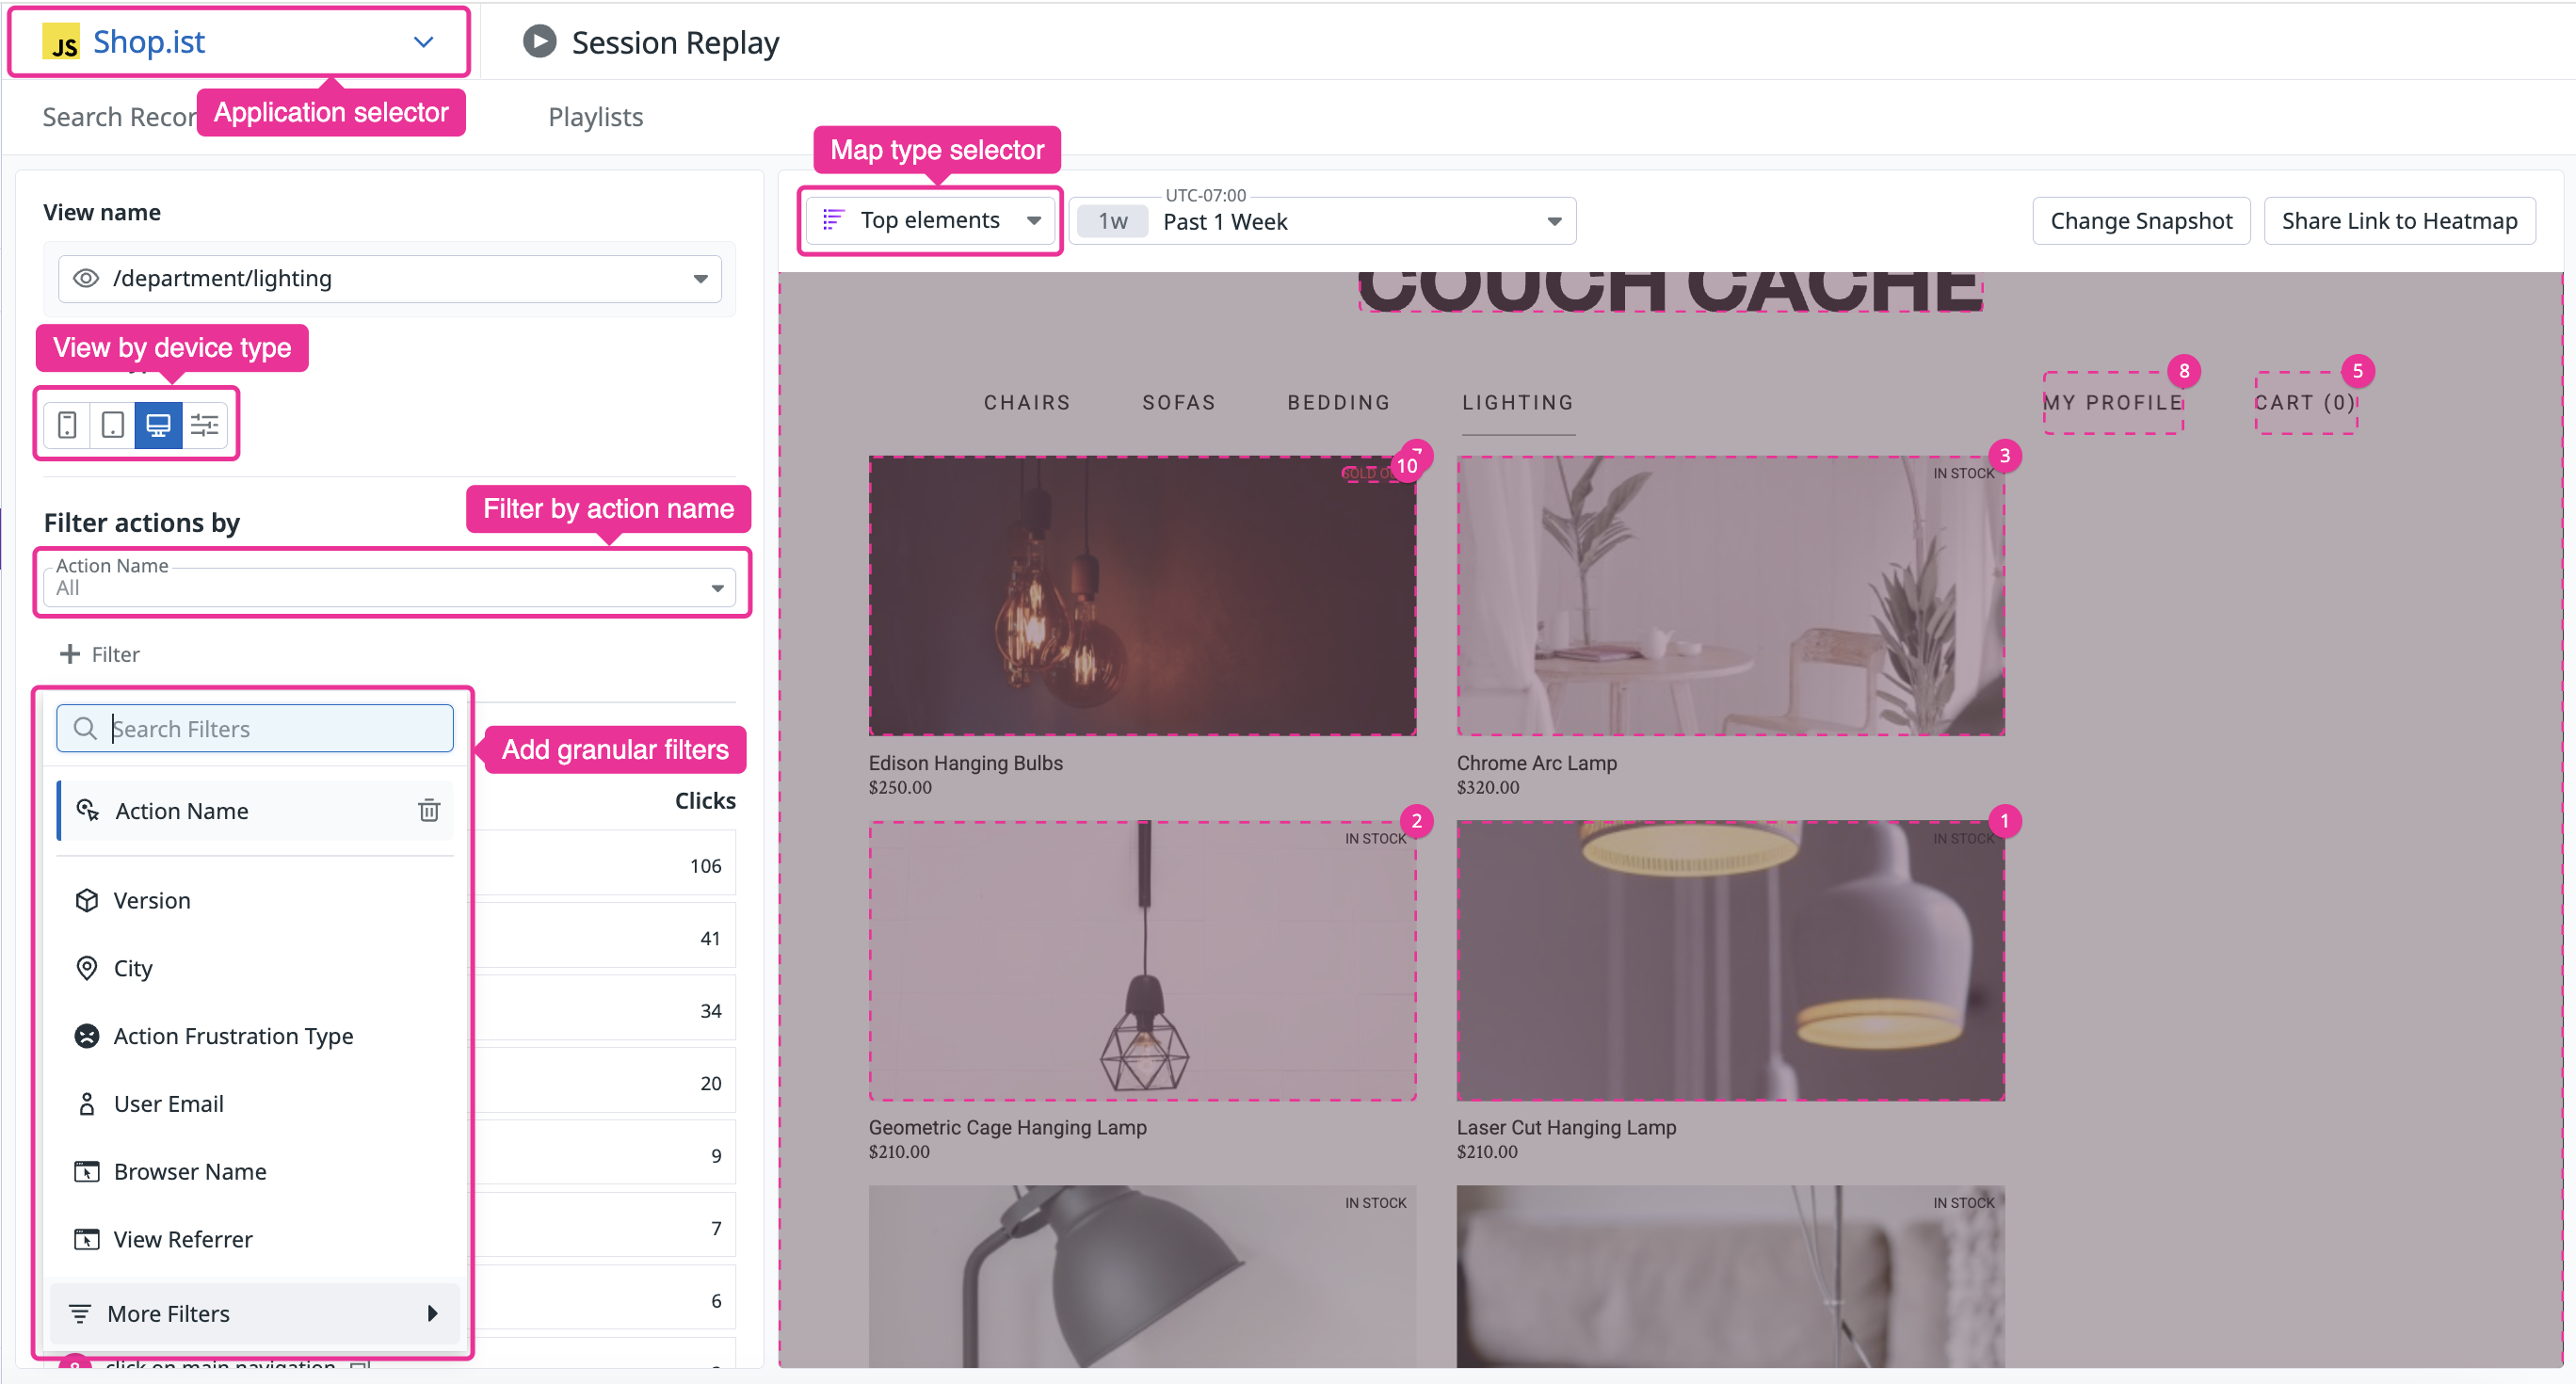 JS Shop.ist
Session Replay
Search Recor
Application selector
Playlists
Map type selector
View name
/department/lighting
View by device type
Filter actions by
Filter by action name
Action Name
All
Filter
Search Filters
Add granular filters
Action Name
Clicks
Version
City
Action Frustration Type
User Email
Browser Name
View Referrer
More Filters
106
41
34
20
9
7
6
click on main navigation
Top elements
UTC-07:00
1w Past 1 Week
Change Snapshot
Share Link to Heatmap
COUCH CACHE
CHAIRS SOFAS BEDDING LIGHTING
MY PROFILE 8
CART (0) 5
10
IN STOCK 3
Edison Hanging Bulbs
$250.00
Chrome Arc Lamp
$320.00
IN STOCK 2
IN STOCK 1
Geometric Cage Hanging Lamp
$210.00
Laser Cut Hanging Lamp
$210.00
IN STOCK
IN STOCK